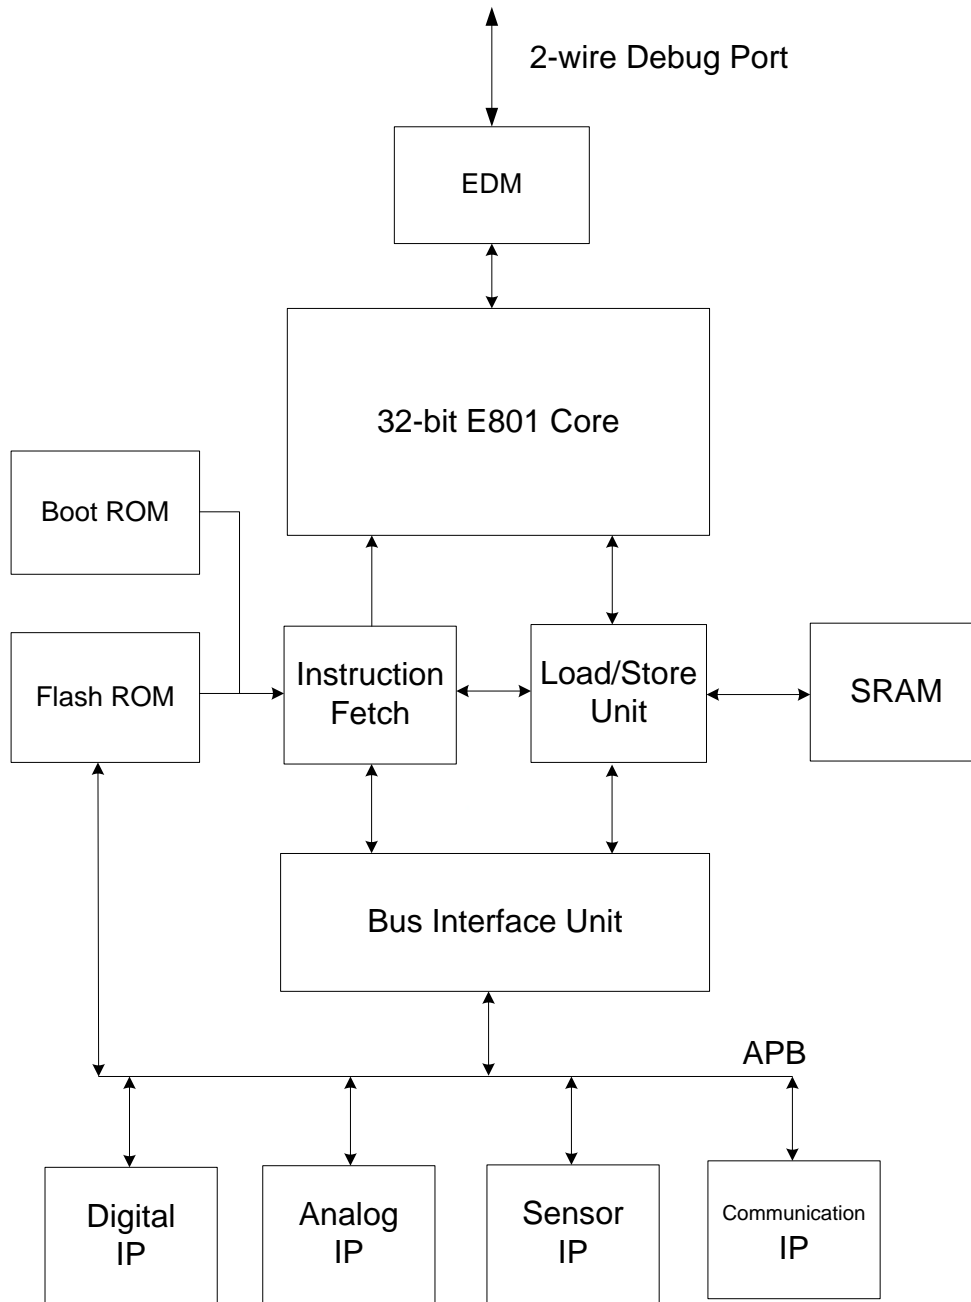 2-wire Debug Port
EDM
32-bit E801 Core
Boot ROM
Flash ROM
Instruction
Fetch
Load/Store
Unit
SRAM
Bus Interface Unit
APB
Digital
IP
Analog
IP
Sensor
IP
Communication
IP